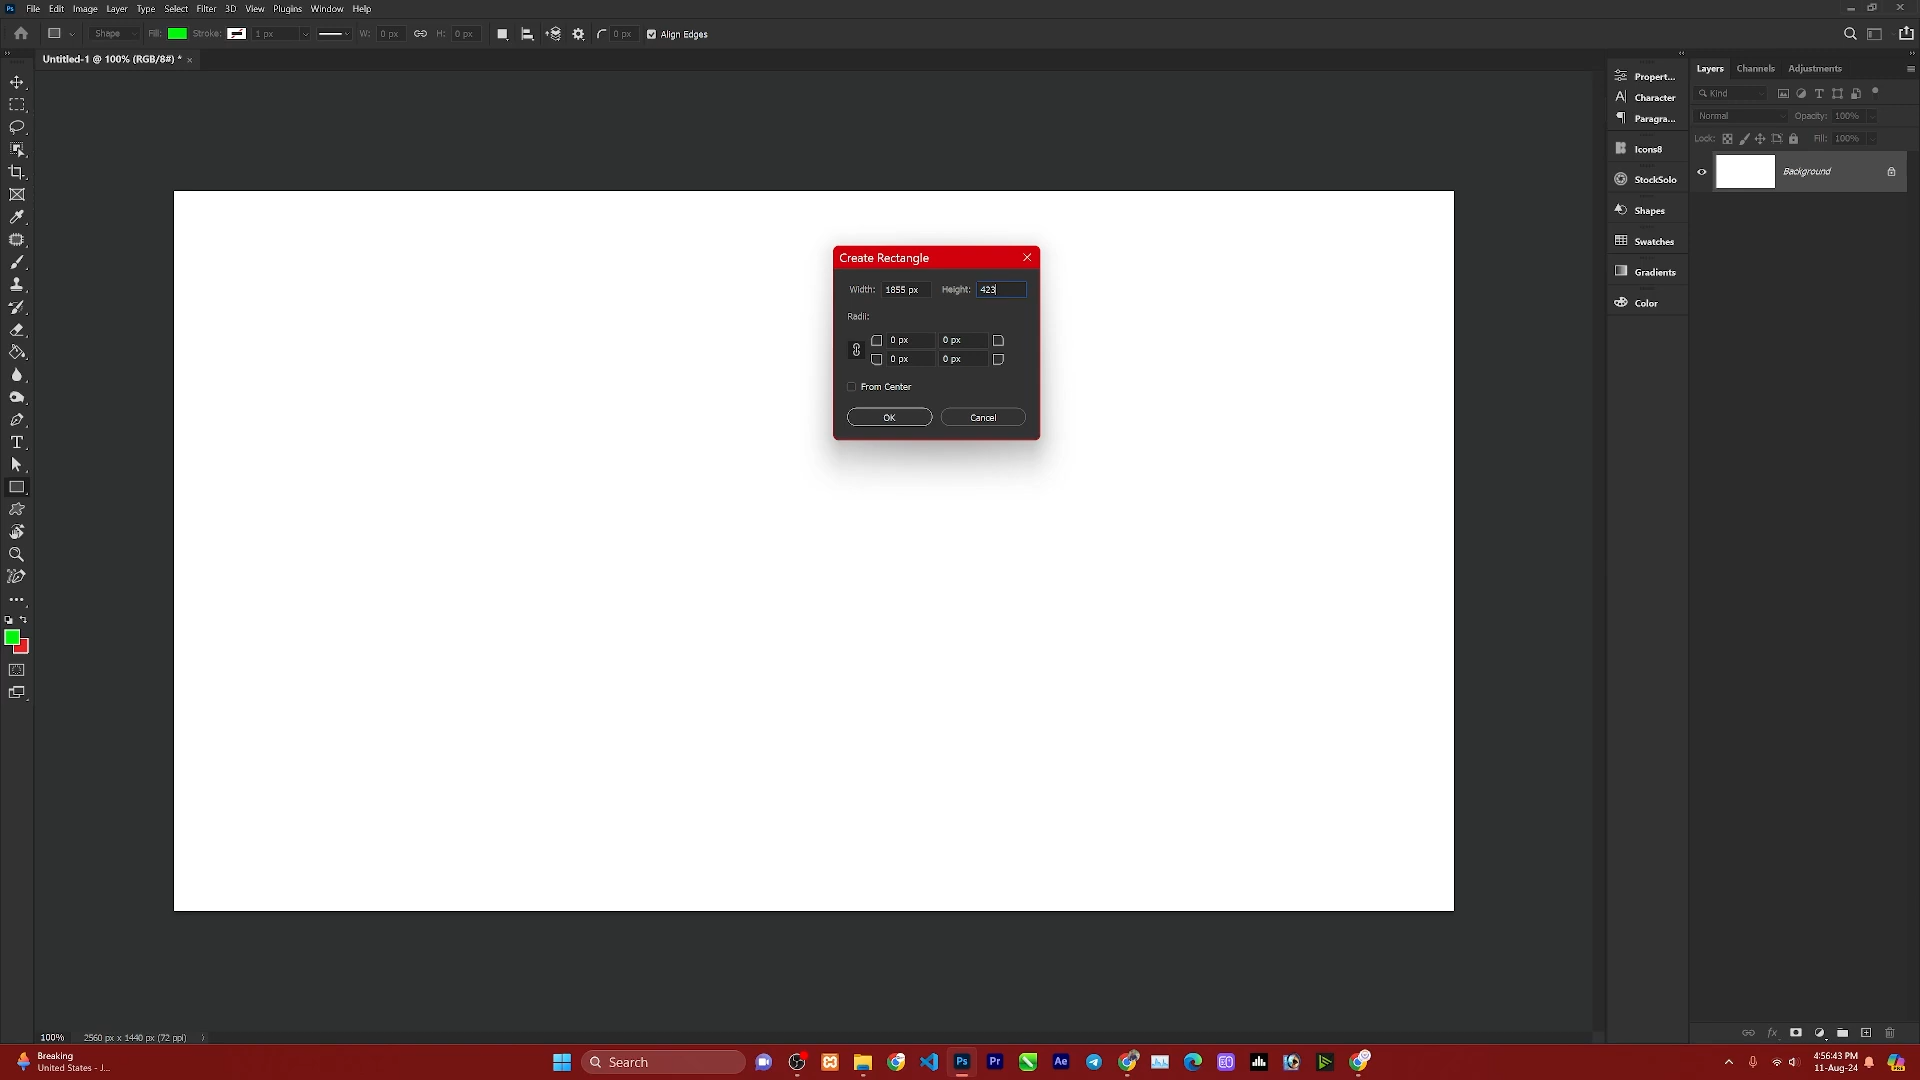 File Edit Image Layer Type Select Filter 3D View Plugins Window Help
Shape Fill: Stroke: 1 px W: 0 px H: 0 px 0 px Align Edges
Untitled-1 @ 100% (RGB/8#) * ×
Propert...
Character
Paragra...
Icons8
StockSolo
Shapes
Swatches
Gradients
Color
Layers Channels Adjustments
Kind
Normal Opacity: 100%
Lock: Fill: 100%
Background
Create Rectangle
Width: 1855 px Height: 423
Radii:
0 px 0 px
0 px 0 px
From Center
OK Cancel
100% 2560 px x 1440 px (72 ppi)
Breaking
United States - J...
Search
4:56:43 PM
11-Aug-24